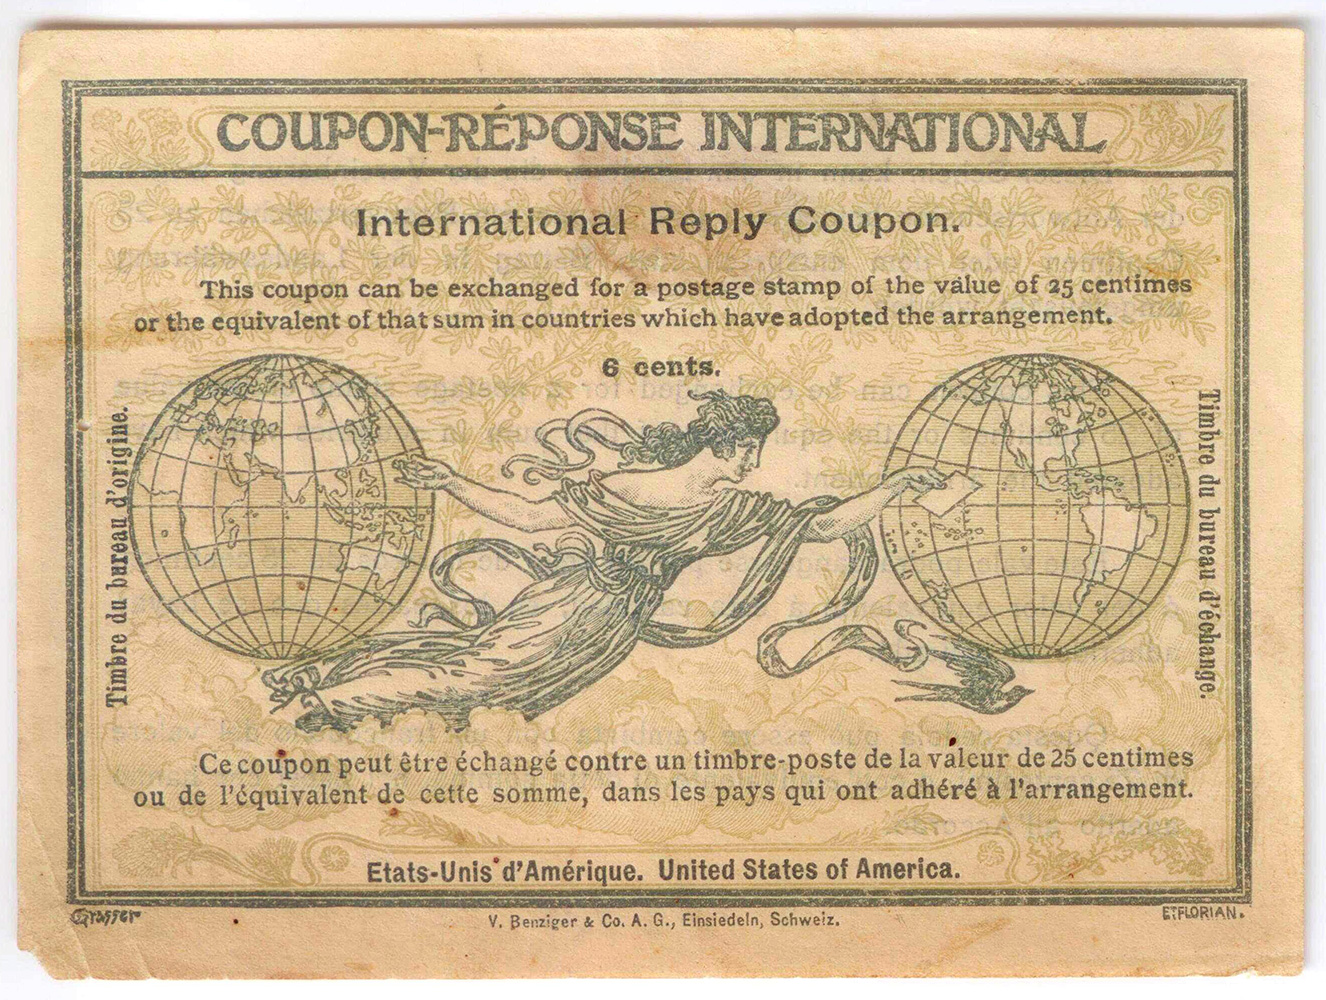 COUPON-RÉPONSE INTERNATIONAL
International Reply Coupon.
This coupon can be exchanged for a postage stamp of the value of 25 centimes
or the equivalent of that sum in countries which have adopted the arrangement.
6 cents.
Timbre du bureau d'origine.
Timbre du bureau d'échange.
Ce coupon peut être échangé contre un timbre-poste de la valeur de 25 centimes
ou de l'équivalent de cette somme, dans les pays qui ont adhéré à l'arrangement.
Etats-Unis d'Amérique. United States of America.
Grasset
V. Benziger & Co. A. G., Einsiedeln, Schweiz.
ET.FLORIAN.